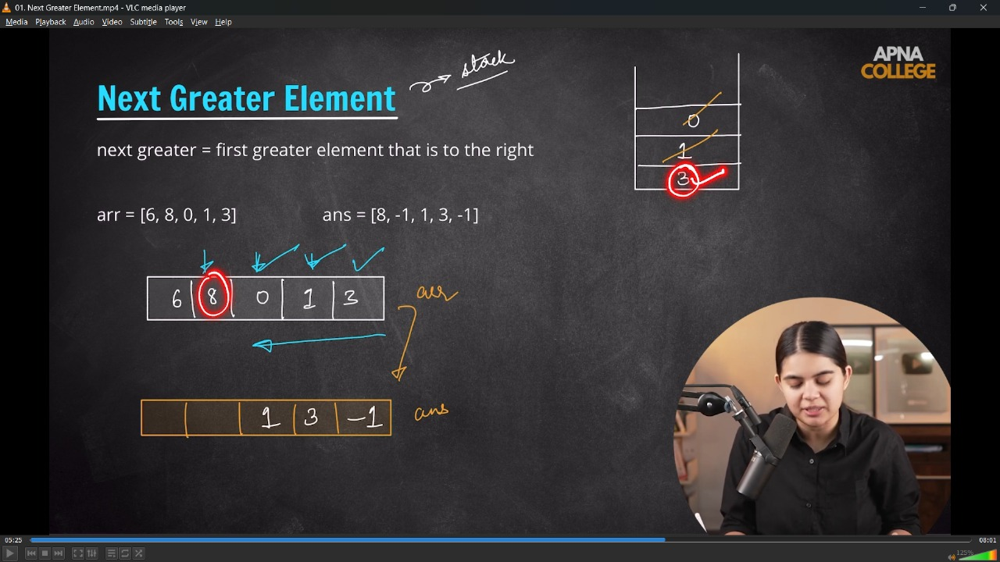 01. Next Greater Element.mp4 - VLC media player
Media Playback Audio Video Subtitle Tools View Help
APNA
COLLEGE
stack
Next Greater Element
0
next greater = first greater element that is to the right
1
3
arr = [6, 8, 0, 1, 3] ans = [8, -1, 1, 3, -1]
6 8 0 1 3 arr
1 3 -1 ans
05:25 08:01
125%